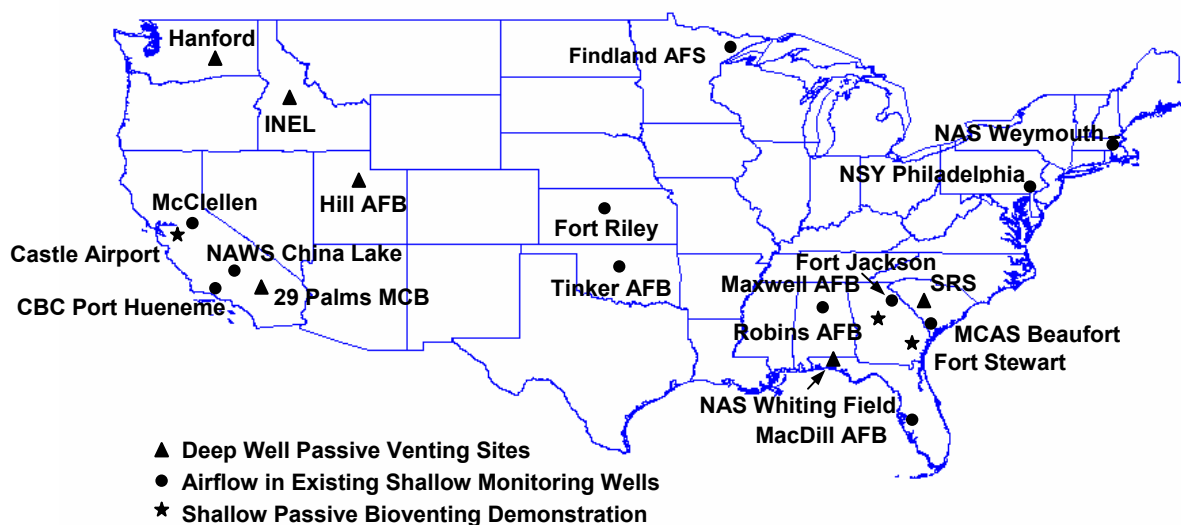 Hanford
Findland AFS
INEL
NAS Weymouth
NSY Philadelphia
Hill AFB
McClellen
Fort Riley
Castle Airport
NAWS China Lake
Fort Jackson
Tinker AFB
Maxwell AFB
SRS
29 Palms MCB
CBC Port Hueneme
Robins AFB
MCAS Beaufort
Fort Stewart
NAS Whiting Field
MacDill AFB
Deep Well Passive Venting Sites
Airflow in Existing Shallow Monitoring Wells
Shallow Passive Bioventing Demonstration